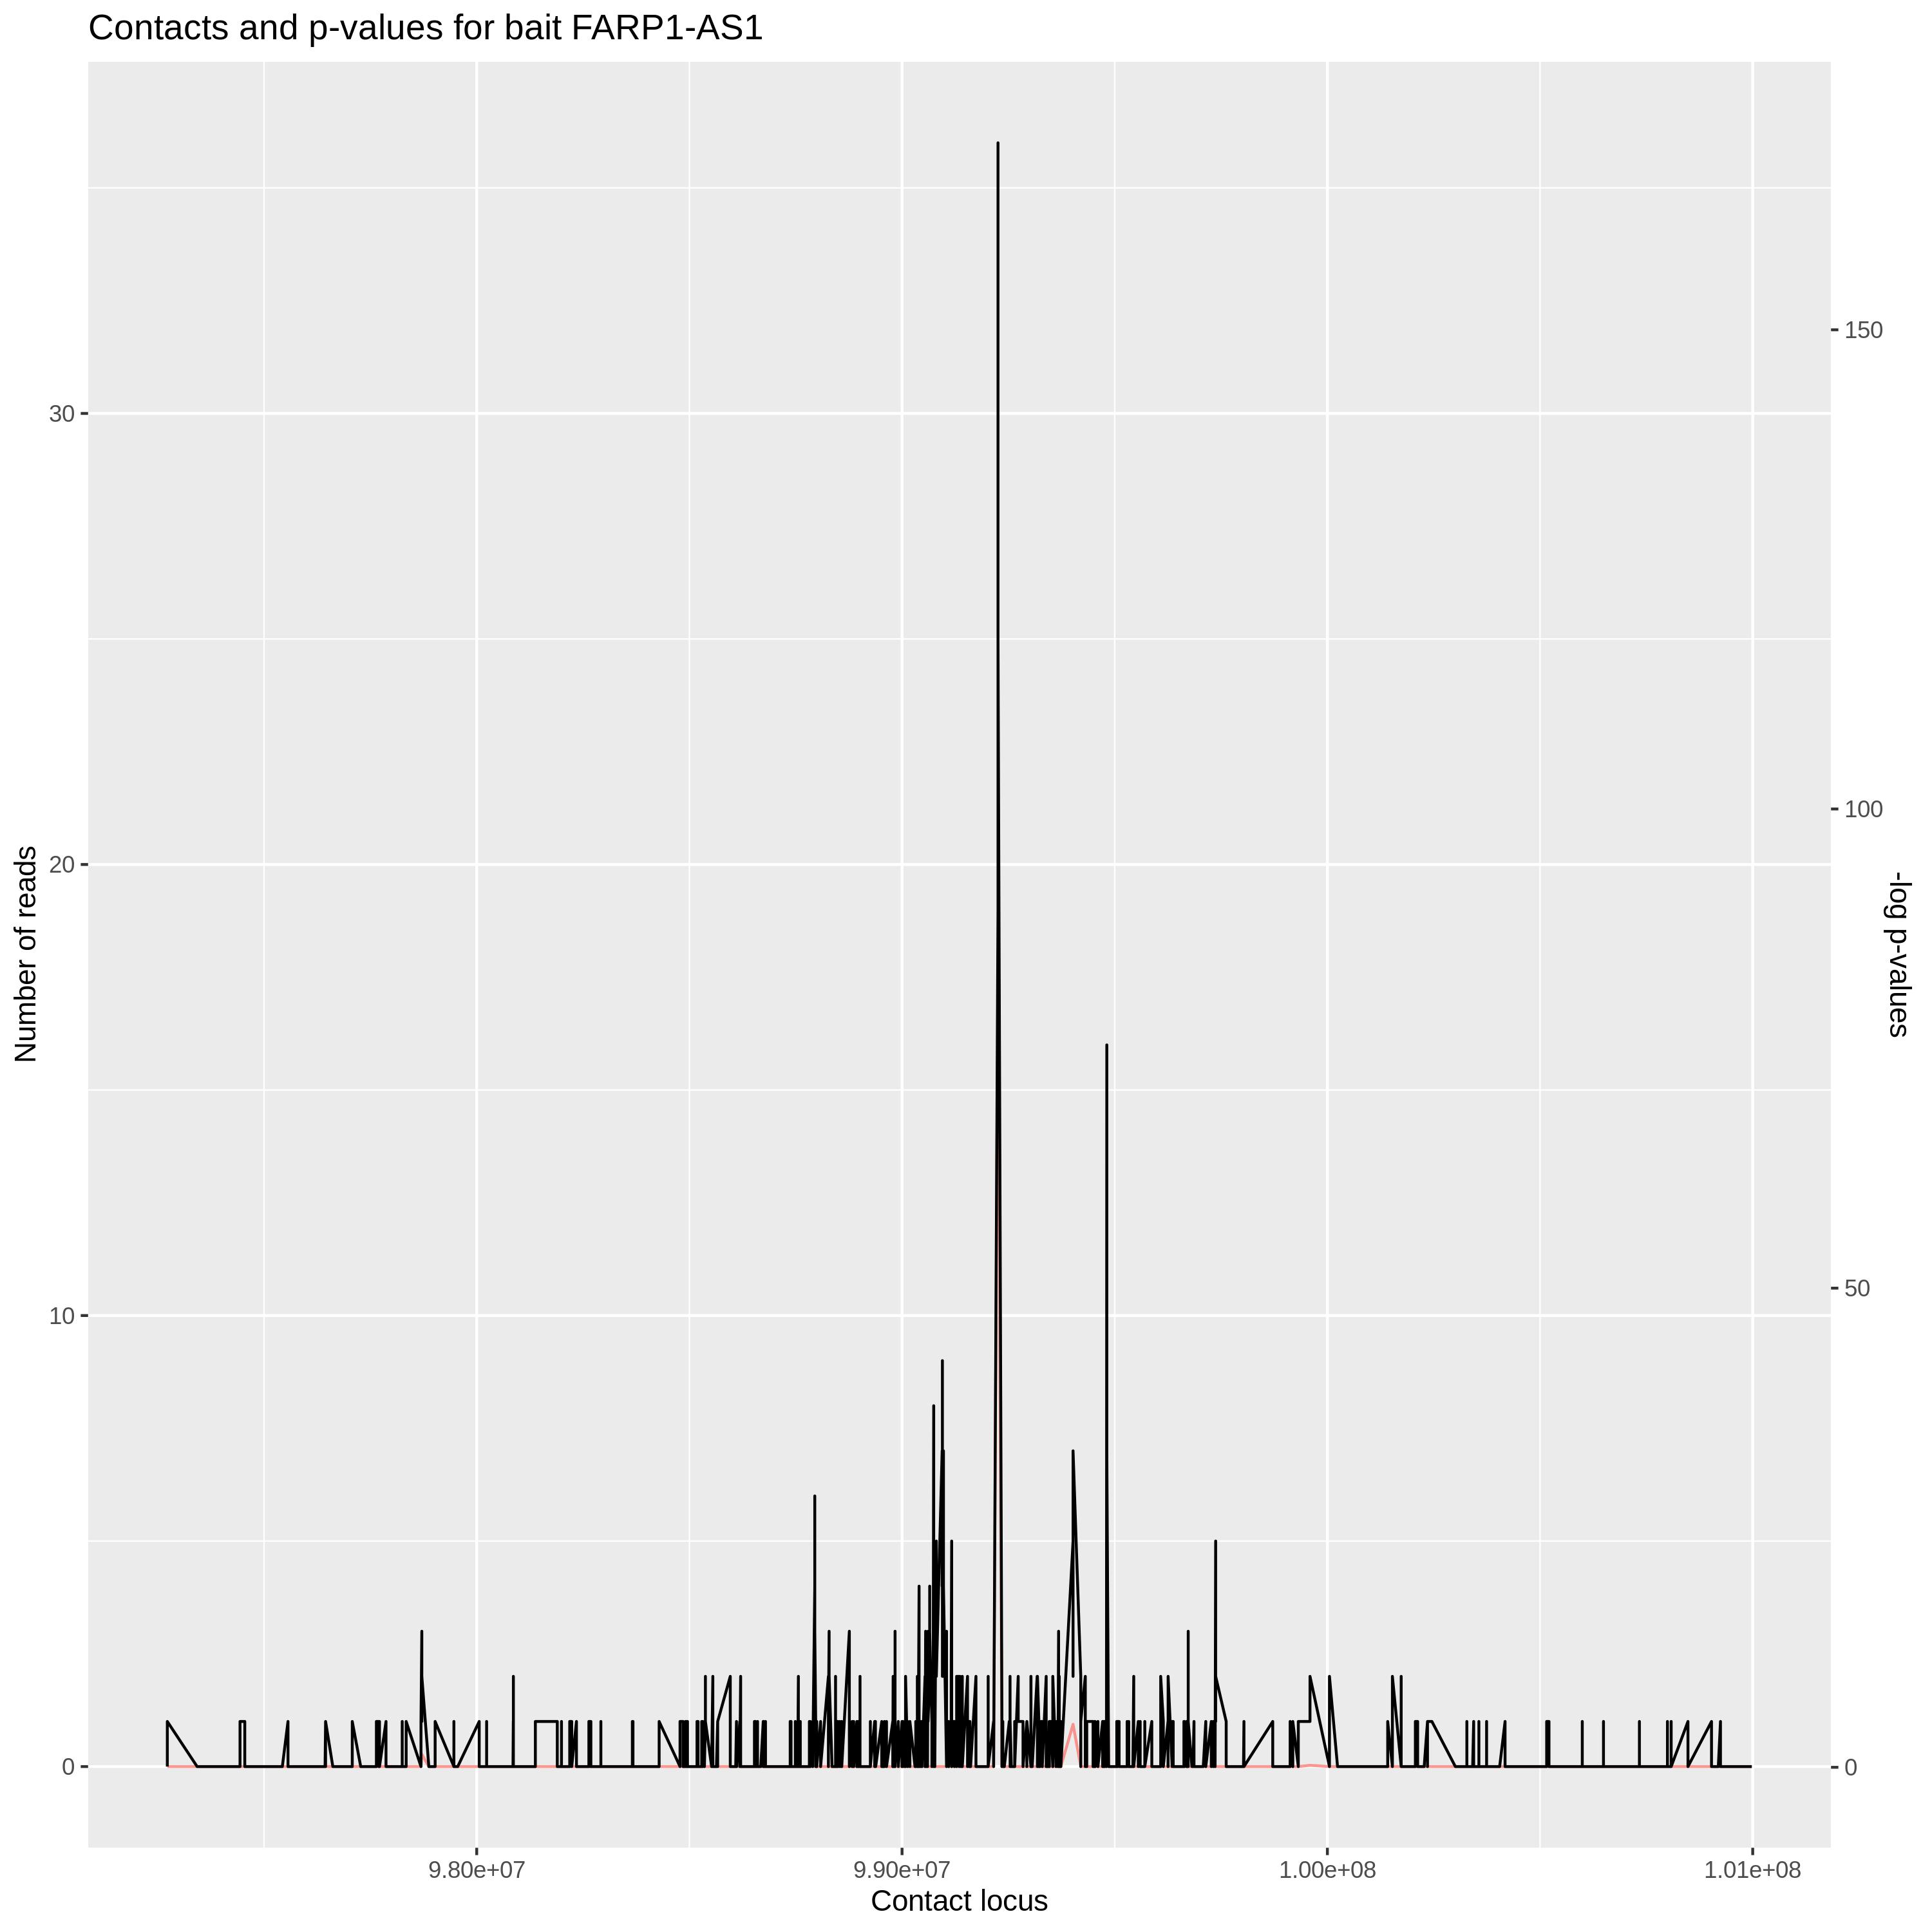 Contacts and p-values for bait FARP1-AS1
30
20
10
0
150
100
50
0
Number of reads
-log p-values
9.80e+07
9.90e+07
1.00e+08
1.01e+08
Contact locus